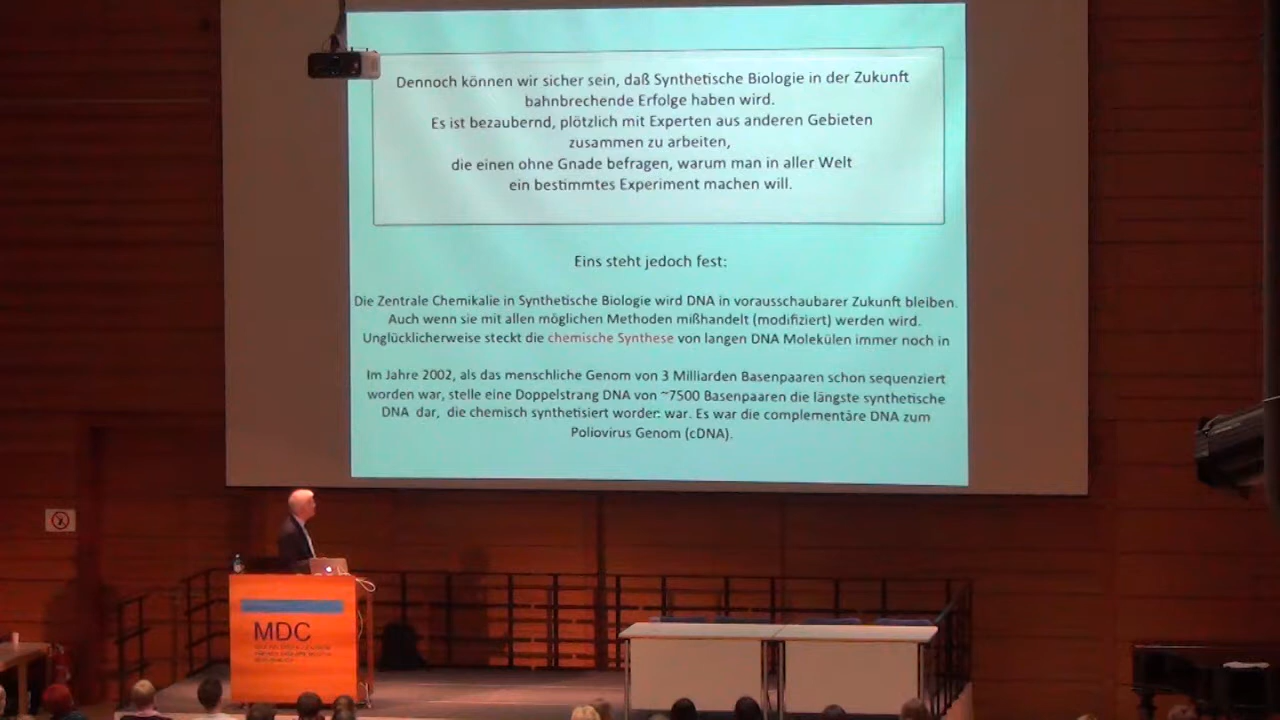 Dennoch können wir sicher sein, daß Synthetische Biologie in der Zukunft
bahnbrechende Erfolge haben wird.
Es ist bezaubernd, plötzlich mit Experten aus anderen Gebieten
zusammen zu arbeiten,
die einen ohne Gnade befragen, warum man in aller Welt
ein bestimmtes Experiment machen will.
Eins steht jedoch fest:
Die Zentrale Chemikalie in Synthetische Biologie wird DNA in vorausschaubarer Zukunft bleiben.
Auch wenn sie mit allen möglichen Methoden mißhandelt (modifiziert) werden wird.
Unglücklicherweise steckt die chemische Synthese von langen DNA Molekülen immer noch in
Im Jahre 2002, als das menschliche Genom von 3 Milliarden Basenpaaren schon sequenziert
worden war, stelle eine Doppelstrang DNA von ~7500 Basenpaaren die längste synthetische
DNA dar, die chemisch synthetisiert worden war. Es war die complementäre DNA zum
Poliovirus Genom (cDNA).
MDC